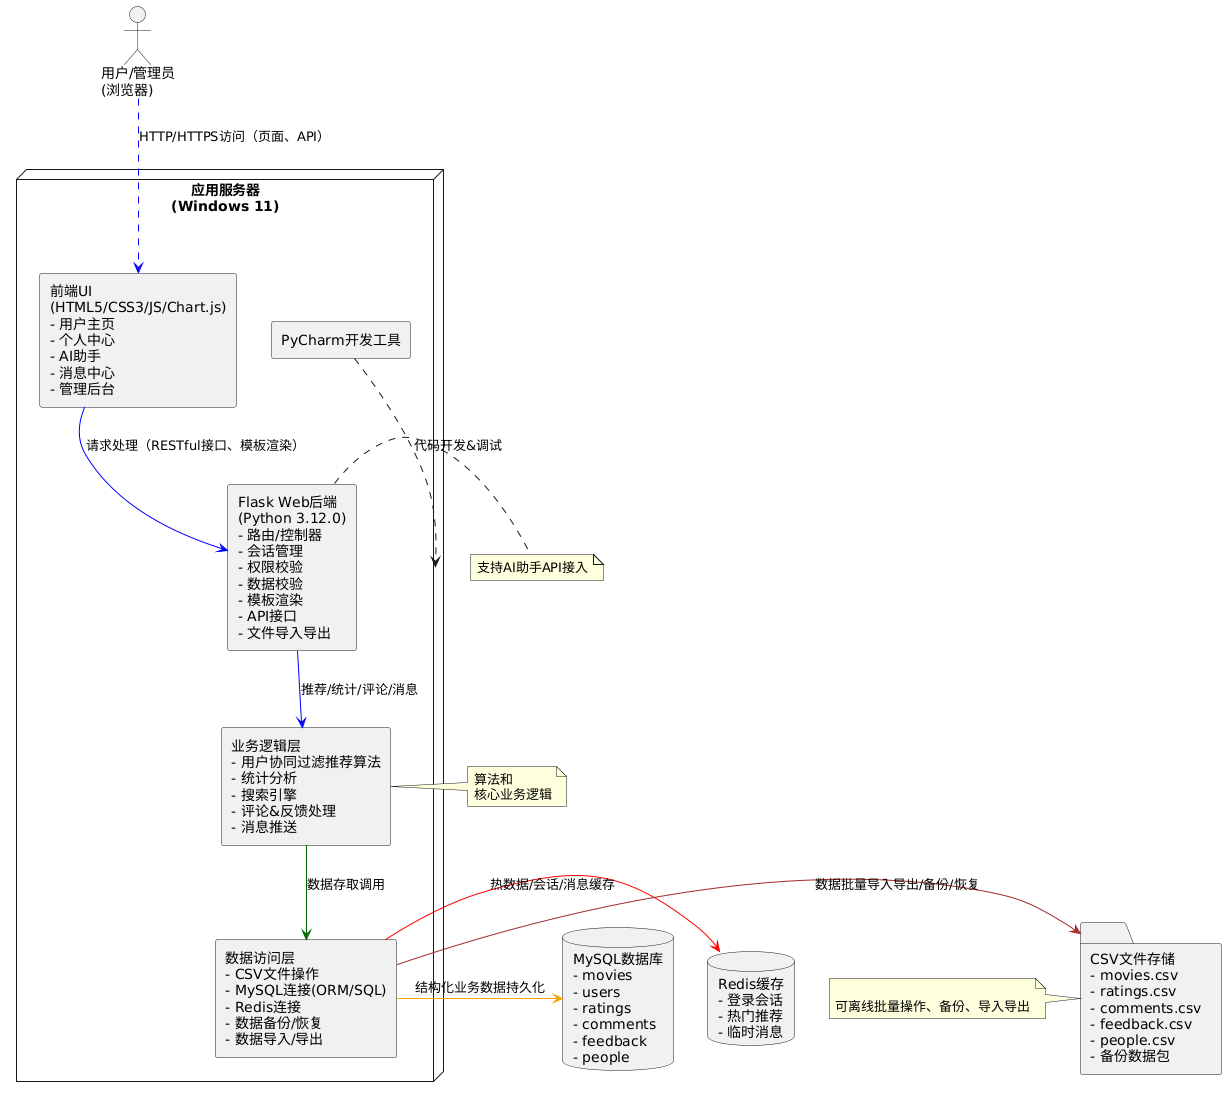 用户/管理员
(浏览器)
HTTP/HTTPS访问（页面、API）
应用服务器
(Windows 11)
前端UI
(HTML5/CSS3/JS/Chart.js)
- 用户主页
- 个人中心
- AI助手
- 消息中心
- 管理后台
PyCharm开发工具
请求处理（RESTful接口、模板渲染）
代码开发&调试
Flask Web后端
(Python 3.12.0)
- 路由/控制器
- 会话管理
- 权限校验
- 数据校验
- 模板渲染
- API接口
- 文件导入导出
支持AI助手API接入
推荐/统计/评论/消息
业务逻辑层
- 用户协同过滤推荐算法
- 统计分析
- 搜索引擎
- 评论&反馈处理
- 消息推送
算法和
核心业务逻辑
数据存取调用
热数据/会话/消息缓存
数据批量导入导出/备份/恢复
数据访问层
- CSV文件操作
- MySQL连接(ORM/SQL)
- Redis连接
- 数据备份/恢复
- 数据导入/导出
结构化业务数据持久化
MySQL数据库
- movies
- users
- ratings
- comments
- feedback
- people
Redis缓存
- 登录会话
- 热门推荐
- 临时消息
可离线批量操作、备份、导入导出
CSV文件存储
- movies.csv
- ratings.csv
- comments.csv
- feedback.csv
- people.csv
- 备份数据包